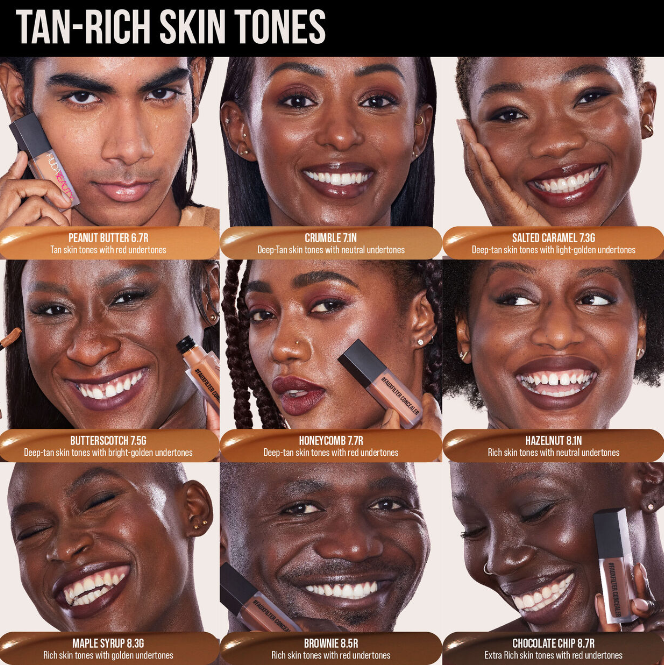 TAN-RICH SKIN TONES
PEANUT BUTTER 6.7R
Tan skin tones with red undertones
CRUMBLE 7.1N
Deep-Tan skin tones with neutral undertones
SALTED CARAMEL 7.3G
Deep-tan skin tones with light-golden undertones
BUTTERSCOTCH 7.5G
Deep-tan skin tones with bright-golden undertones
HONEYCOMB 7.7R
Deep-tan skin tones with red undertones
HAZELNUT 8.1N
Rich skin tones with neutral undertones
MAPLE SYRUP 8.3G
Rich skin tones with golden undertones
BROWNIE 8.5R
Rich skin tones with red undertones
CHOCOLATE CHIP 8.7R
Extra Rich skin tones with red undertones